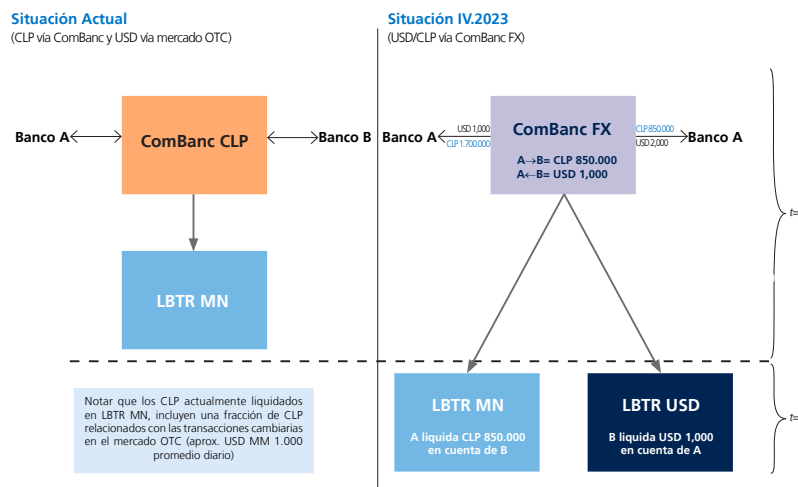 Situación Actual
(CLP vía ComBanc y USD vía mercado OTC)
Banco A
ComBanc CLP
Banco B
LBTR MN
Notar que los CLP actualmente liquidados
en LBTR MN, incluyen una fracción de CLP
relacionados con las transacciones cambiarias
en el mercado OTC (aprox. USD MM 1.000
promedio diario)
Situación IV.2023
(USD/CLP vía ComBanc FX)
Banco A
USD 1,000
CLP 1.700.000
ComBanc FX
A→B= CLP 850.000
A←B= USD 1,000
CLP 850.000
USD 2,000
Banco A
t=
LBTR MN
A liquida CLP 850.000
en cuenta de B
LBTR USD
B liquida USD 1,000
en cuenta de A
t=